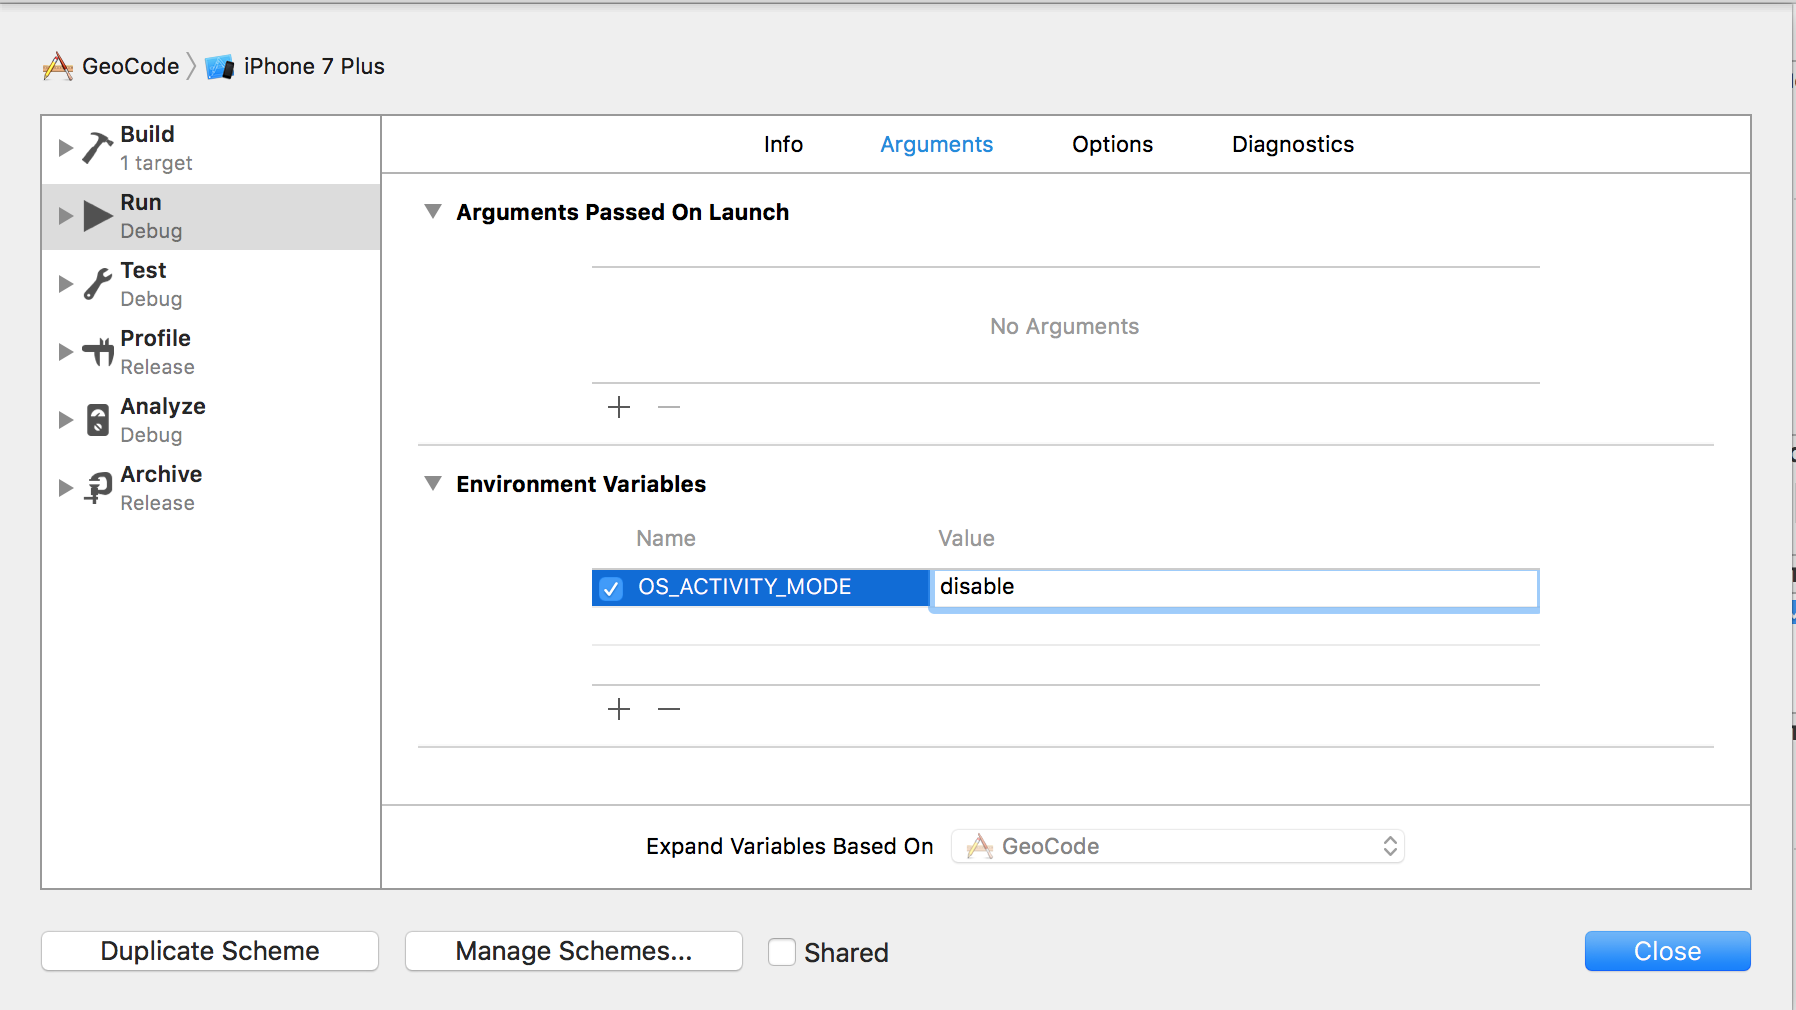 GeoCode iPhone 7 Plus
Build
1 target
Run
Debug
Test
Debug
Profile
Release
Analyze
Debug
Archive
Release
Info Arguments Options Diagnostics
Arguments Passed On Launch
No Arguments
Environment Variables
Name Value
OS_ACTIVITY_MODE disable
Expand Variables Based On GeoCode
Duplicate Scheme Manage Schemes... Shared Close